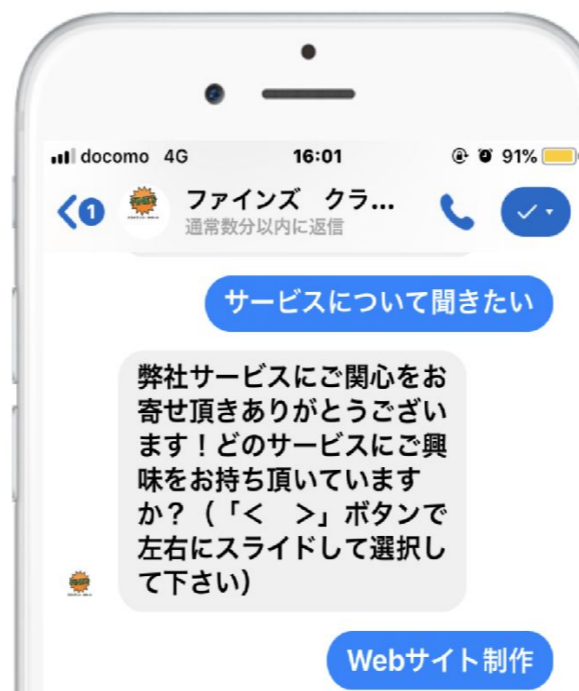 docomo 4G 16:01 91%
1 ファインズ クラ...
通常数分以内に返信
サービスについて聞きたい
弊社サービスにご関心をお
寄せ頂きありがとうござい
ます！どのサービスにご興
味をお持ち頂いています
か？（「< >」ボタンで
左右にスライドして選択し
て下さい）
Webサイト制作